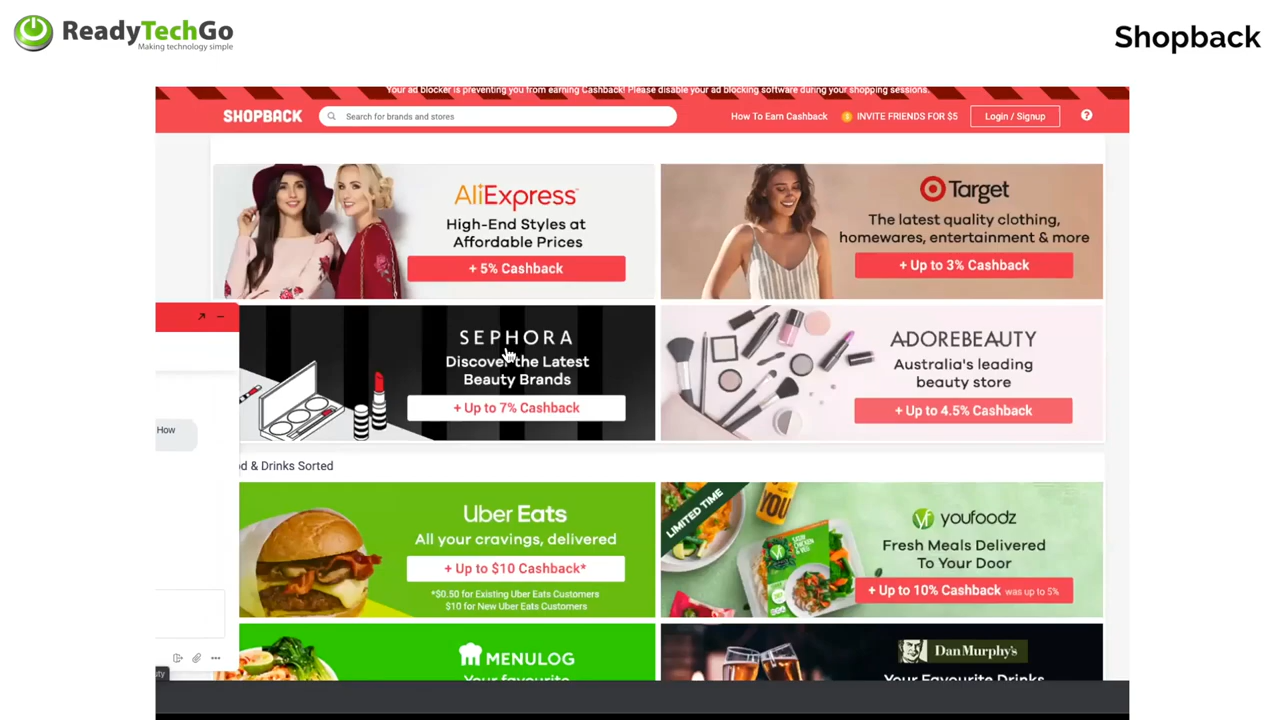 ReadyTechGo
Making technology simple
Shopback
Your ad blocker is preventing you from earning Cashback! Please disable your ad blocking software during your shopping sessions.
SHOPBACK
Search for brands and stores
How To Earn Cashback
INVITE FRIENDS FOR $5
Login / Signup
?
AliExpress
High-End Styles at
Affordable Prices
+ 5% Cashback
Target
The latest quality clothing,
homewares, entertainment & more
+ Up to 3% Cashback
SEPHORA
Discover the Latest
Beauty Brands
+ Up to 7% Cashback
ADOREBEAUTY
Australia's leading
beauty store
+ Up to 4.5% Cashback
How
od & Drinks Sorted
Uber Eats
All your cravings, delivered
+ Up to $10 Cashback*
*$0.50 for Existing Uber Eats Customers
$10 for New Uber Eats Customers
LIMITED TIME
YOU
vf youfoodz
Fresh Meals Delivered
To Your Door
+ Up to 10% Cashback was up to 5%
MENULOG
Your favourite
Dan Murphy's
Your Favourite Drinks